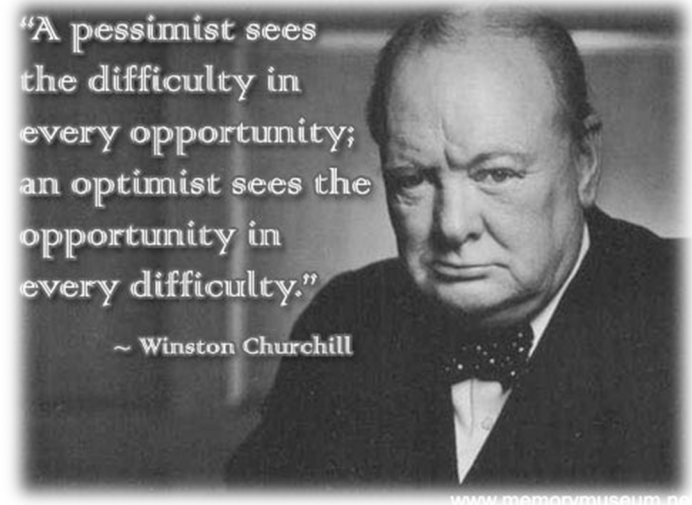 “A pessimist sees
the difficulty in
every opportunity;
an optimist sees the
opportunity in
every difficulty.”
~ Winston Churchill
www.memorymuseum.ne